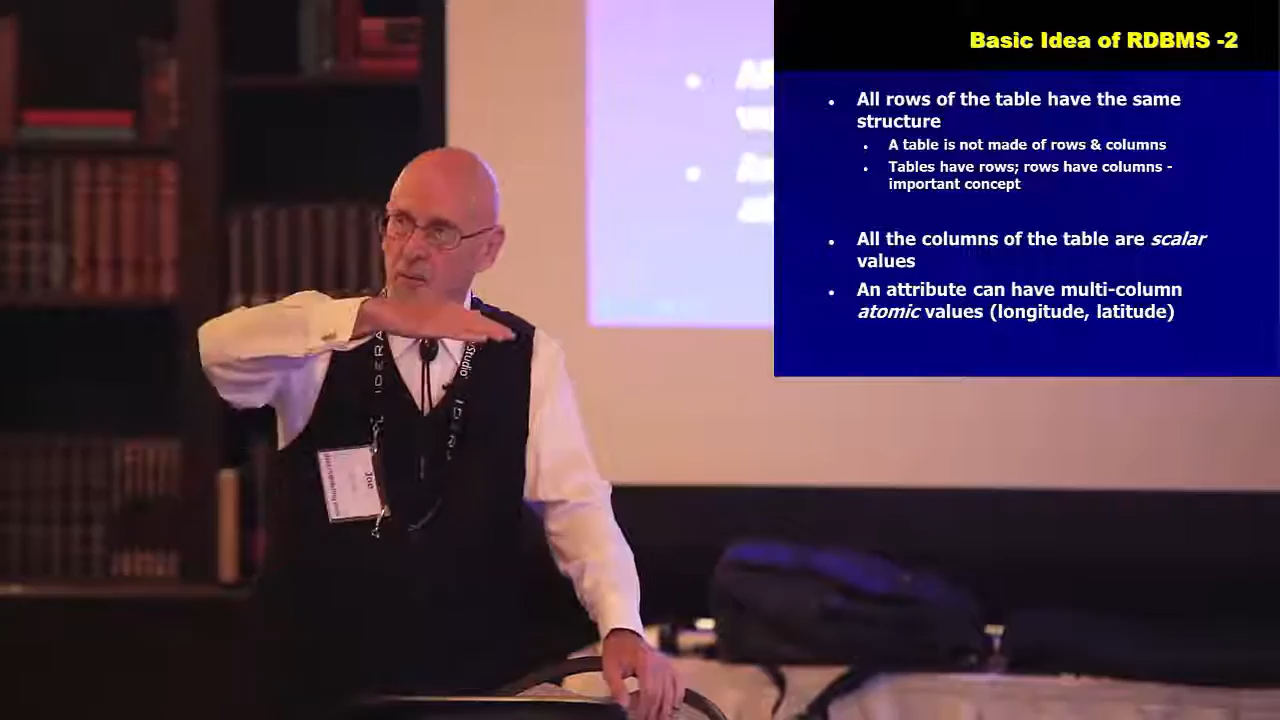 Basic Idea of RDBMS -2
All rows of the table have the same
structure
A table is not made of rows & columns
Tables have rows; rows have columns -
important concept
All the columns of the table are scalar
values
An attribute can have multi-column
atomic values (longitude, latitude)
IDERA
Studio
Joe